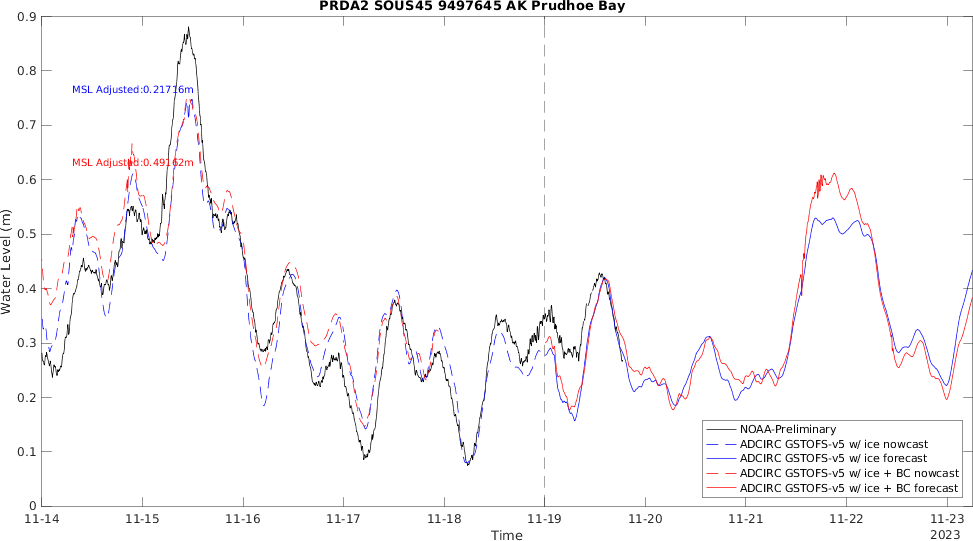 PRDA2 SOUS45 9497645 AK Prudhoe Bay
0.9
0.8
0.7
0.6
0.5
0.4
0.3
0.2
0.1
0
Water Level (m)
MSL Adjusted:0.21716m
MSL Adjusted:0.49162m
NOAA-Preliminary
ADCIRC GSTOFS-v5 w/ ice nowcast
ADCIRC GSTOFS-v5 w/ ice forecast
ADCIRC GSTOFS-v5 w/ ice + BC nowcast
ADCIRC GSTOFS-v5 w/ ice + BC forecast
11-14 11-15 11-16 11-17 11-18 11-19 11-20 11-21 11-22 11-23
Time
2023